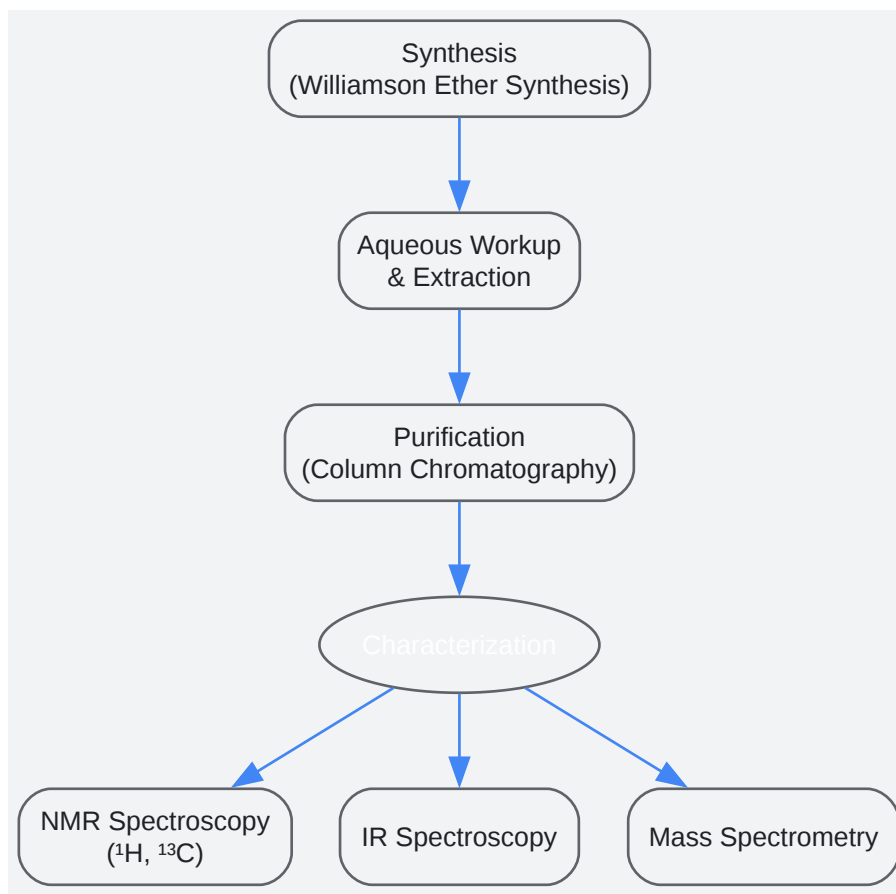 Synthesis
(Williamson Ether Synthesis)
Aqueous Workup
& Extraction
Purification
(Column Chromatography)
Characterization
NMR Spectroscopy
(¹H, ¹³C)
IR Spectroscopy
Mass Spectrometry